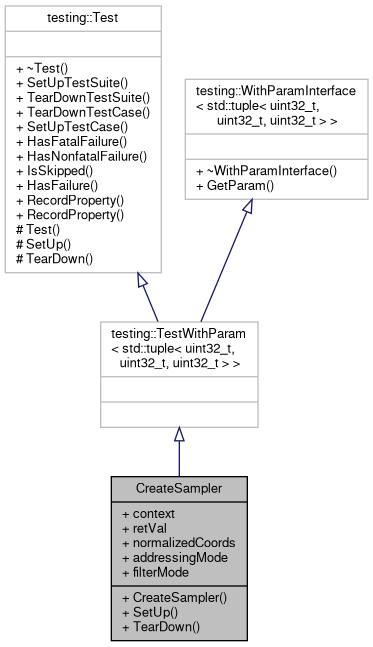 testing::Test
+ ~Test()
+ SetUpTestSuite()
+ TearDownTestSuite()
+ TearDownTestCase()
+ SetUpTestCase()
+ HasFatalFailure()
+ HasNonfatalFailure()
+ IsSkipped()
+ HasFailure()
+ RecordProperty()
+ RecordProperty()
# Test()
# SetUp()
# TearDown()
testing::WithParamInterface
< std::tuple< uint32_t,
uint32_t, uint32_t > >
+ ~WithParamInterface()
+ GetParam()
testing::TestWithParam
< std::tuple< uint32_t,
uint32_t, uint32_t > >
CreateSampler
+ context
+ retVal
+ normalizedCoords
+ addressingMode
+ filterMode
+ CreateSampler()
+ SetUp()
+ TearDown()